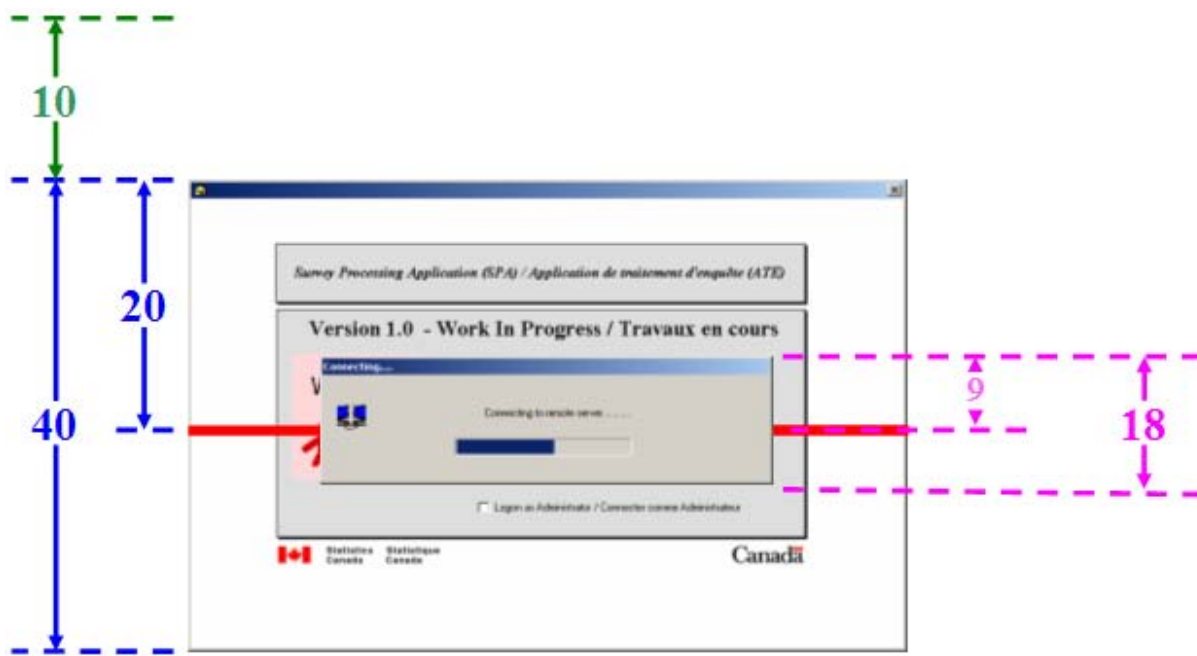 10
Survey Processing Application (SPA) / Application de traitement d'enquête (ATE)
20
Version 1.0 - Work In Progress / Travaux en cours
Connecting....
9
40
Connecting to remote server
18
Logon as Administrator / Connecter comme Administrateur
Statistics Statistique
Canada Canada
Canada